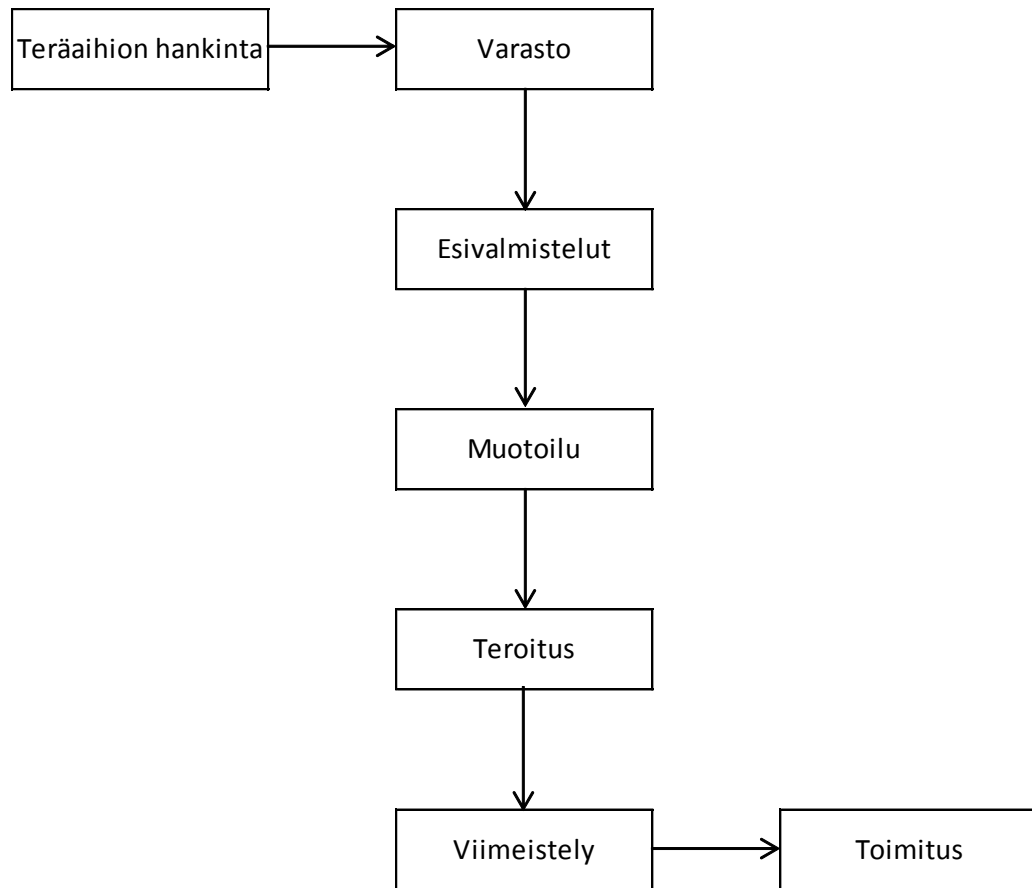 Teräaihion hankinta
Varasto
Esivalmistelut
Muotoilu
Teroitus
Viimeistely
Toimitus